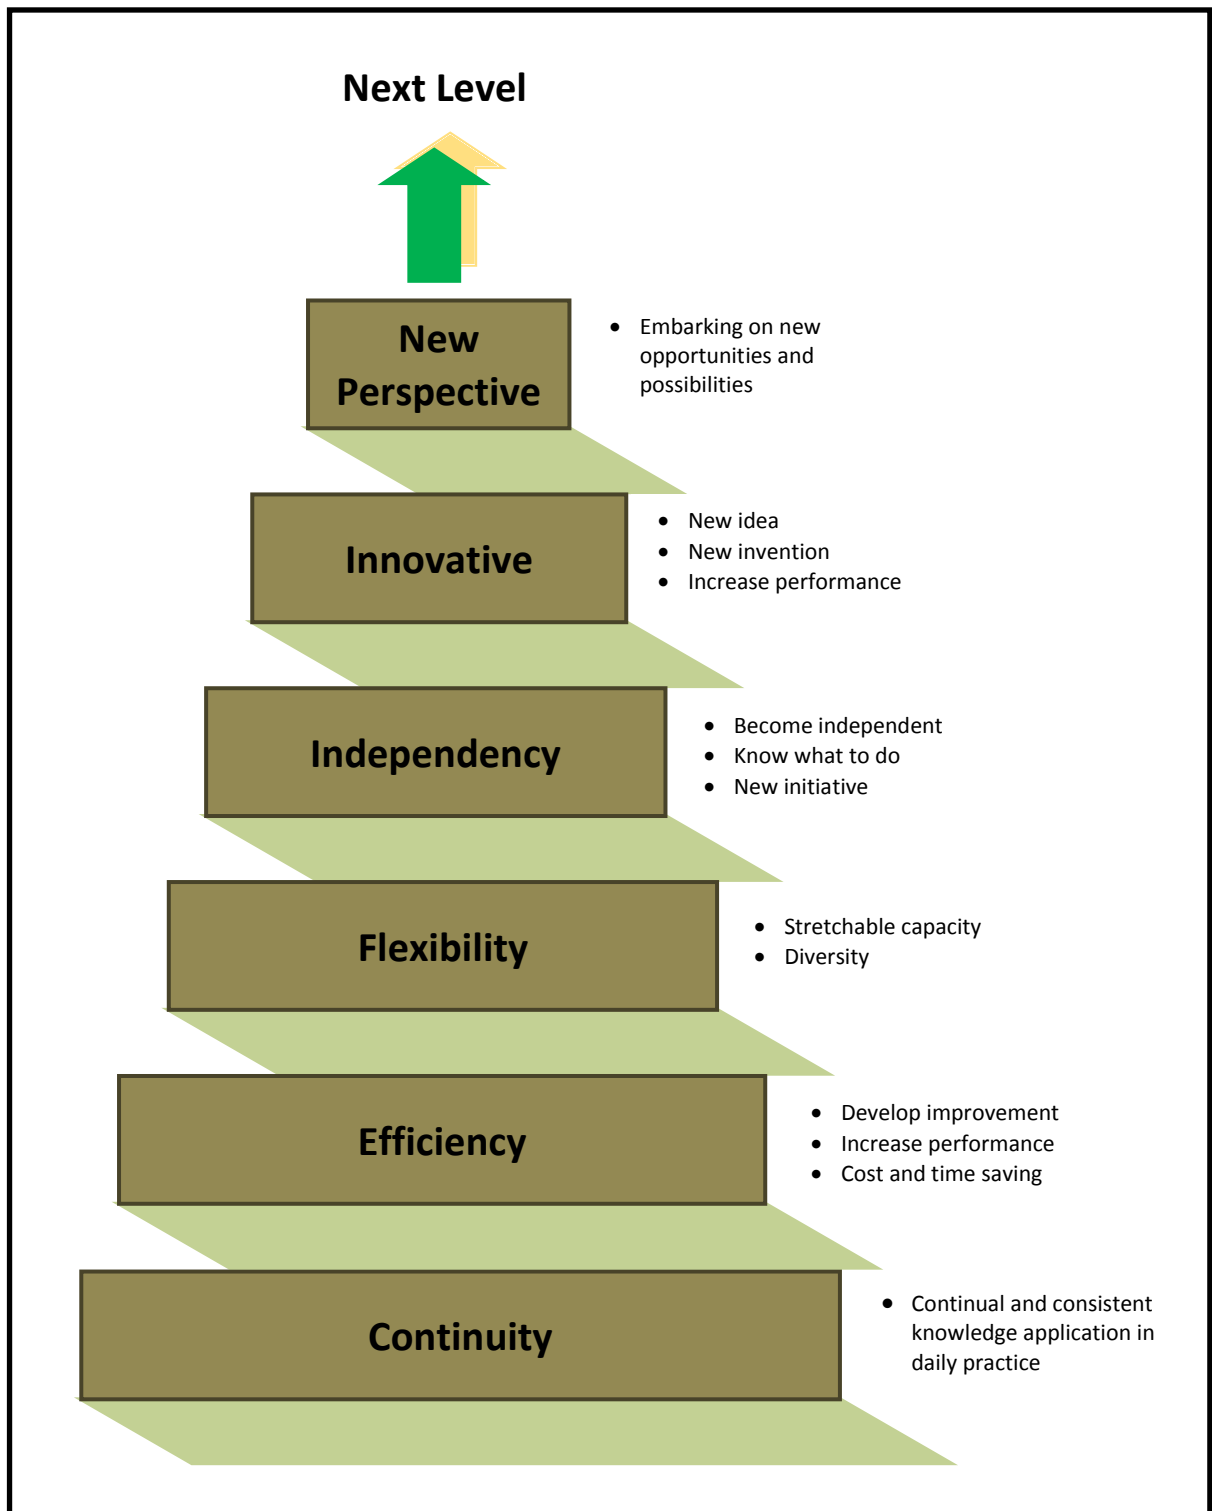 Next Level
New
Perspective
• Embarking on new
opportunities and
possibilities
Innovative
• New idea
• New invention
• Increase performance
Independency
• Become independent
• Know what to do
• New initiative
Flexibility
• Stretchable capacity
• Diversity
Efficiency
• Develop improvement
• Increase performance
• Cost and time saving
Continuity
• Continual and consistent
knowledge application in
daily practice